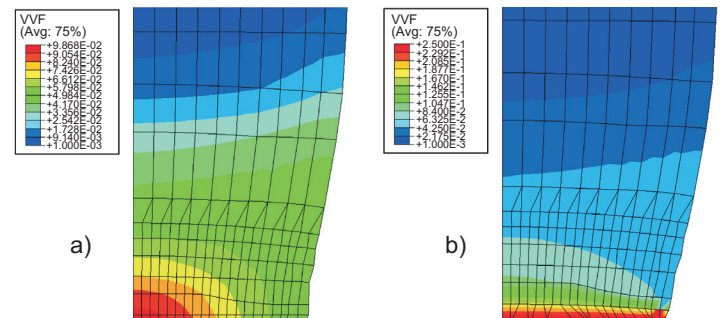 VVF
(Avg: 75%)
+9.868E-02
+9.054E-02
+8.240E-02
+7.426E-02
+6.612E-02
+5.798E-02
+4.984E-02
+4.170E-02
+3.356E-02
+2.542E-02
+1.728E-02
+9.140E-03
+1.000E-03
a)
VVF
(Avg: 75%)
+2.500E-1
+2.292E-1
+2.085E-1
+1.877E-1
+1.670E-1
+1.462E-1
+1.255E-1
+1.047E-1
+8.400E-2
+6.325E-2
+4.250E-2
+2.175E-2
+1.000E-3
b)